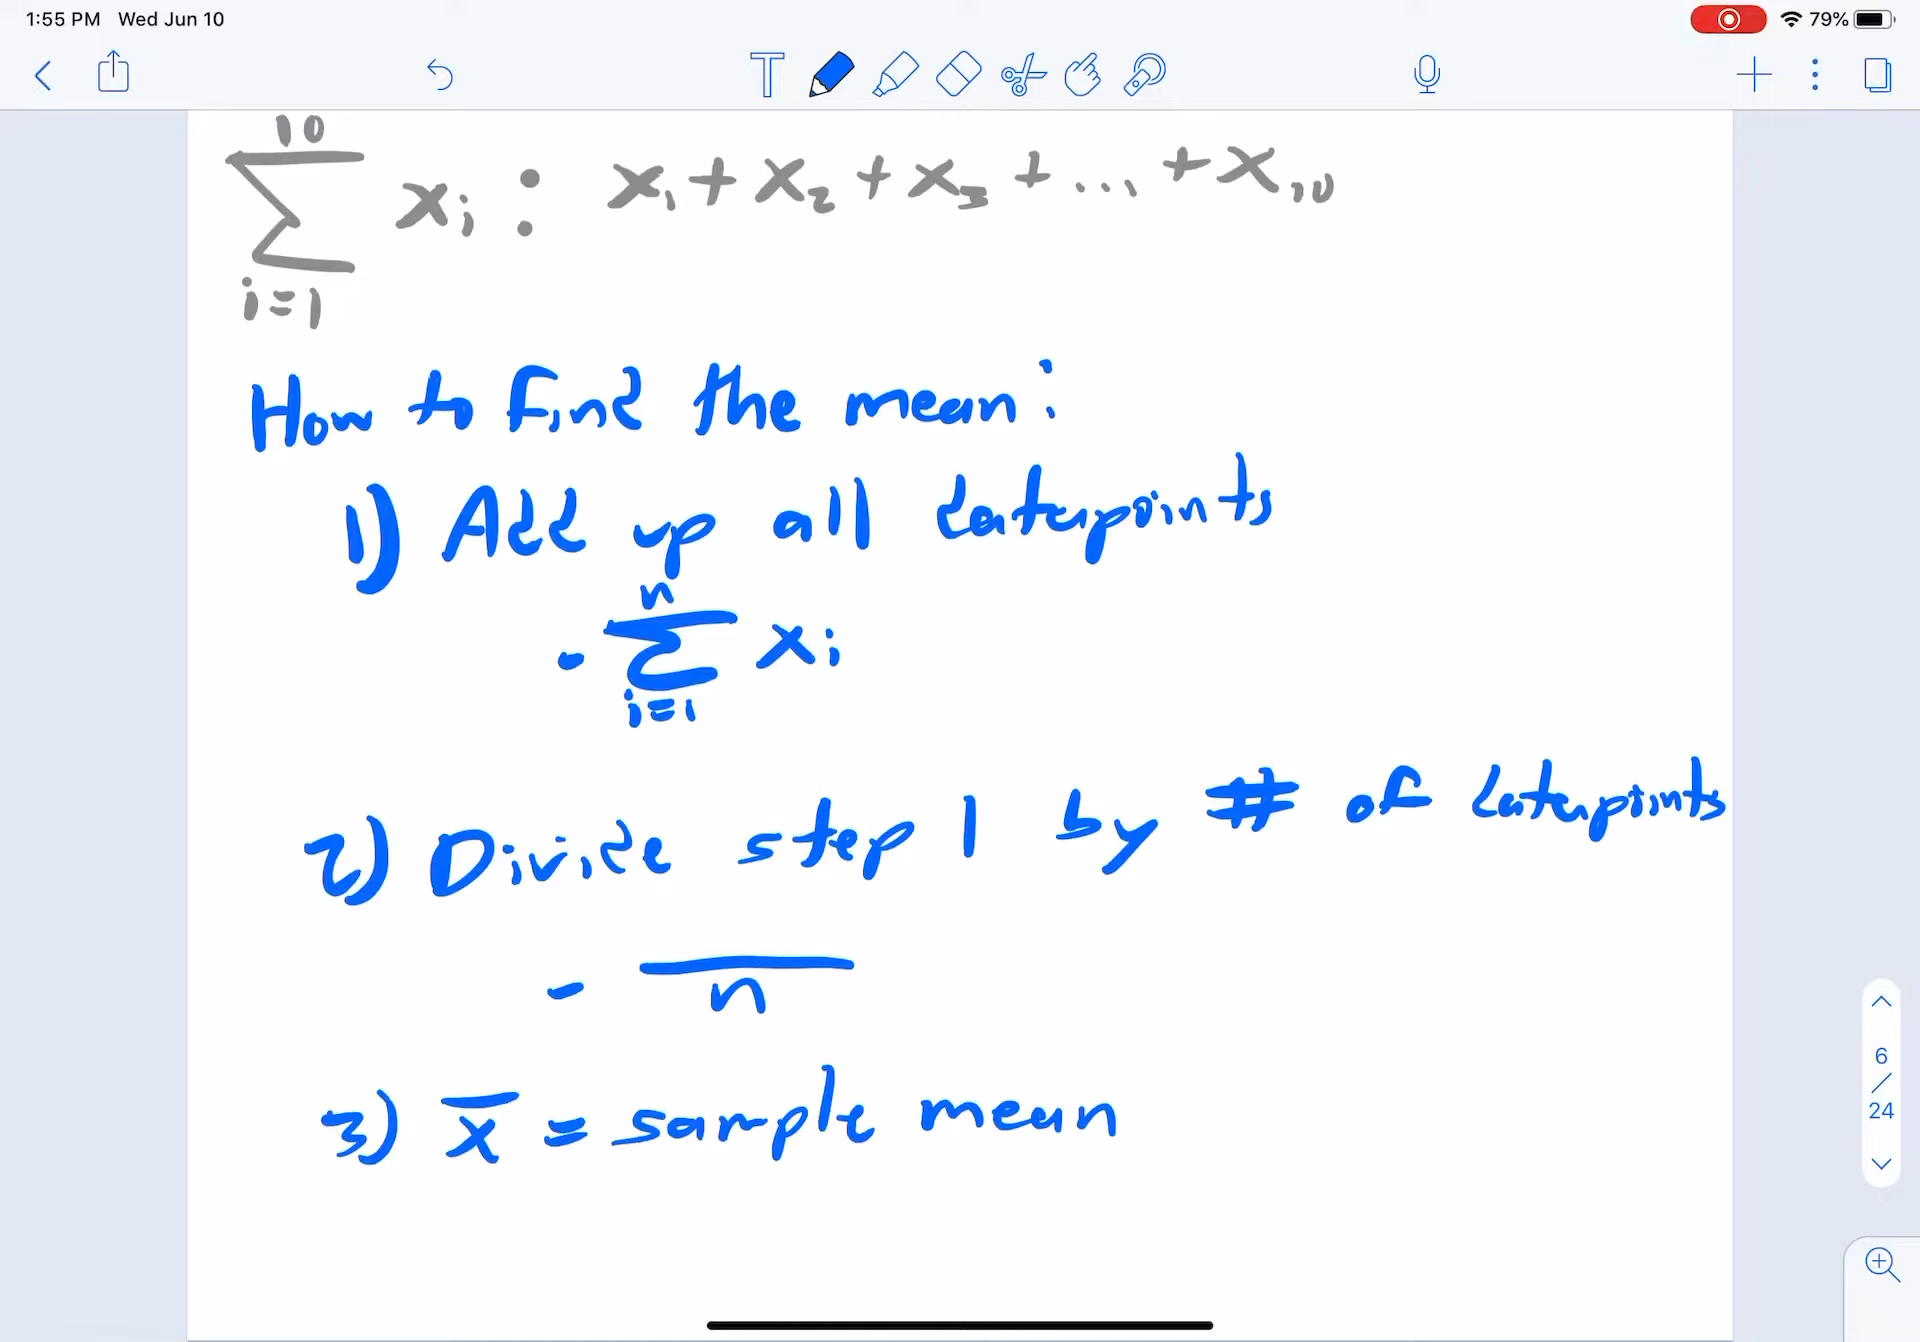 1:55 PM Wed Jun 10 79%
T
10
∑ xᵢ : x₁ + x₂ + x₃ + ... + x₁₀
i=1
How to find the mean:
1) Add up all datapoints
n
- ∑ xᵢ
i=1
2) Divide step 1 by # of datapoints
- ―
n
3) x̄ = sample mean
6
/
24